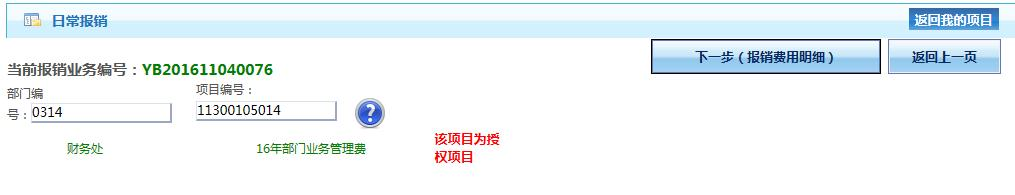 日常报销
返回我的项目
下一步（报销费用明细）
返回上一页
当前报销业务编号：YB201611040076
部门编
号：0314
项目编号：
11300105014
?
财务处
16年部门业务管理费
该项目为授
权项目